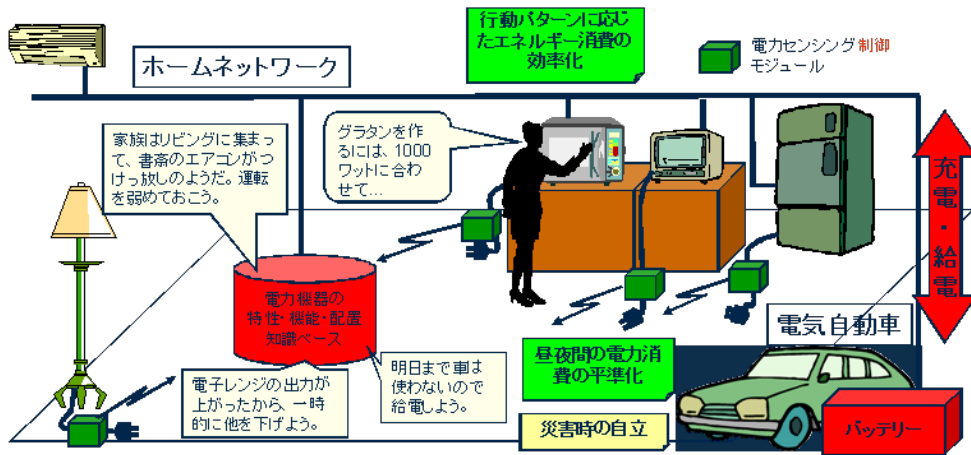 行動パターンに応じ
たエネルギー消費の
効率化
電力センシング制御
モジュール
ホームネットワーク
家族はリビングに集まっ
て、書斎のエアコンがつ
けっ放しのようだ。運転
を弱めておこう。
グラタンを作
るには、1000
ワットに合わ
せて…
充電・給電
電力機器の
特性・機能・配置
知識ベース
電気自動車
昼夜間の電力消
費の平準化
明日まで車は
使わないので
給電しよう。
電子レンジの出力が
上がったから、一時
的に他を下げよう。
災害時の自立
バッテリー